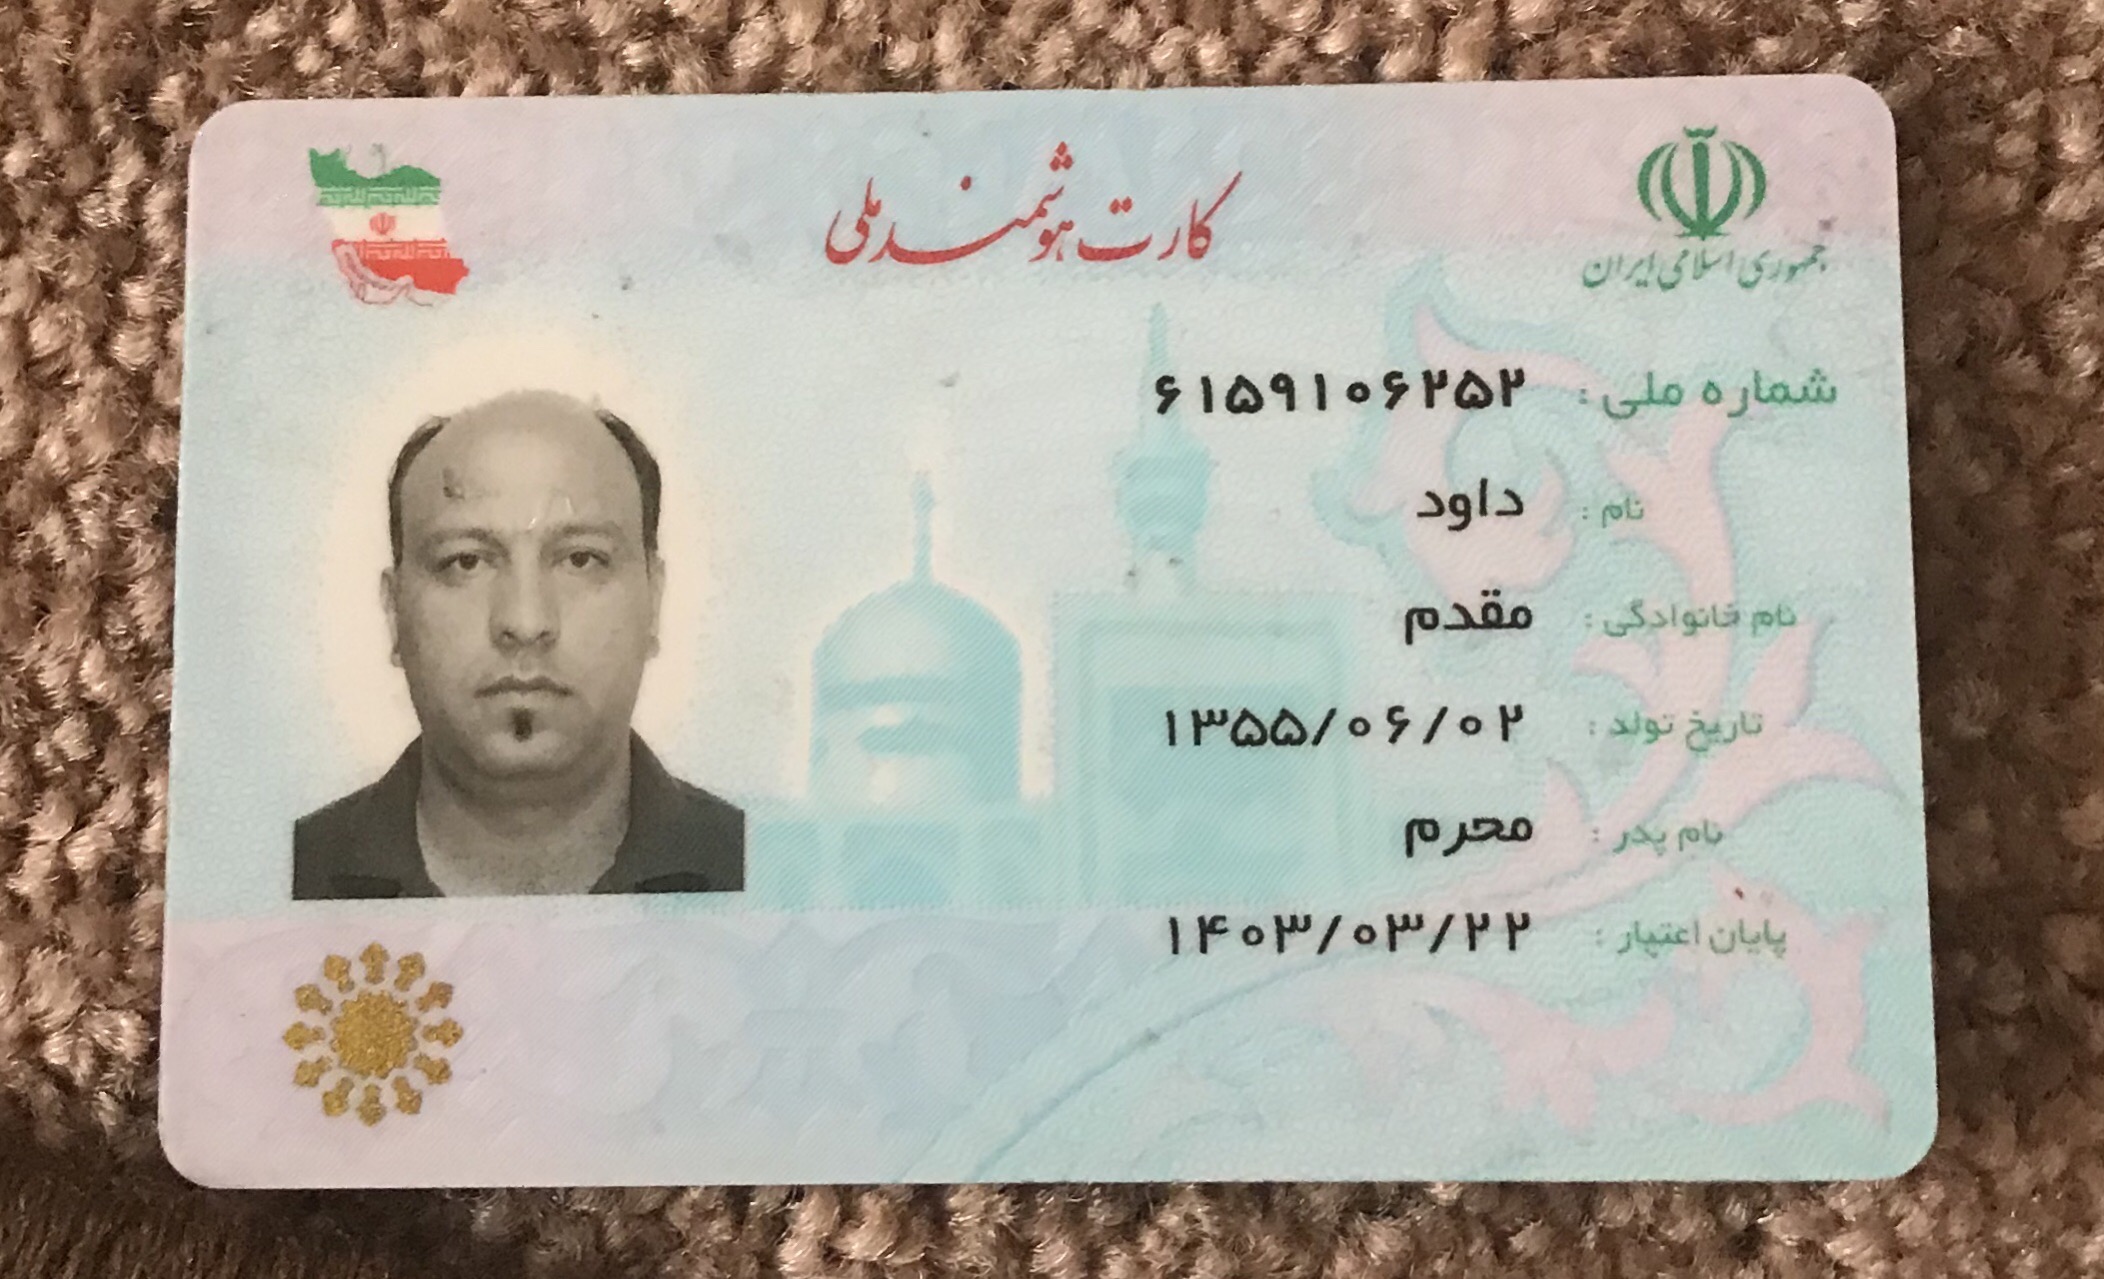 جمهوری اسلامی ایران
کارت هوشمند ملی
شماره ملی : ۶۱۵۹۱۰۶۲۵۲
نام : داود
نام خانوادگی : مقدم
تاریخ تولد : ۱۳۵۵/۰۶/۰۲
نام پدر : محرم
پایان اعتبار : ۱۴۰۳/۰۳/۲۲